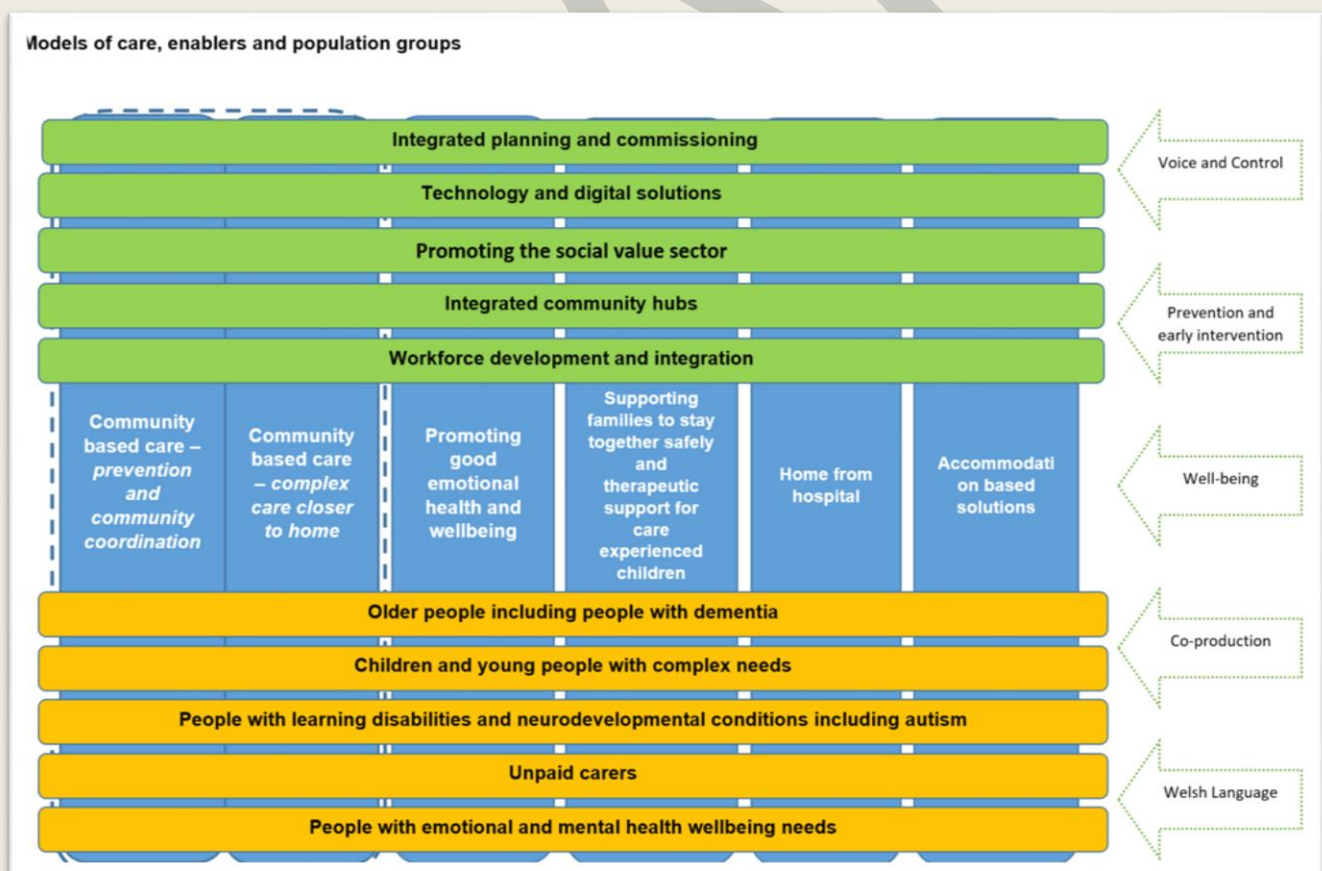 Models of care, enablers and population groups
Integrated planning and commissioning
Technology and digital solutions
Promoting the social value sector
Integrated community hubs
Workforce development and integration
Community
based care –
prevention
and
community
coordination
Community
based care
– complex
care closer
to home
Promoting
good
emotional
health and
wellbeing
Supporting
families to stay
together safely
and
therapeutic
support for
care
experienced
children
Home from
hospital
Accommodati
on based
solutions
Older people including people with dementia
Children and young people with complex needs
People with learning disabilities and neurodevelopmental conditions including autism
Unpaid carers
People with emotional and mental health wellbeing needs
Voice and Control
Prevention and
early intervention
Well-being
Co-production
Welsh Language